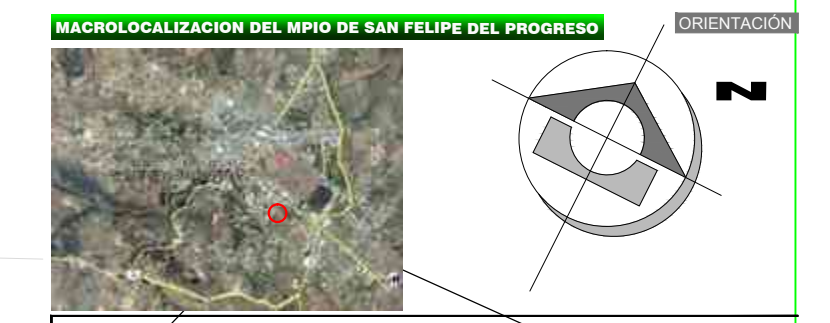 MACROLOCALIZACION DEL MPIO DE SAN FELIPE DEL PROGRESO
ORIENTACIÓN
N